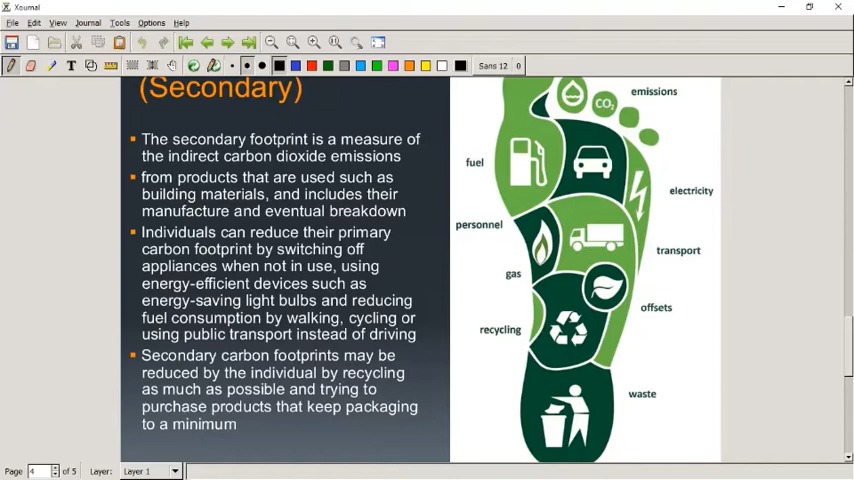 Xournal
File Edit View Journal Tools Options Help
Sans 12 0
(Secondary)
The secondary footprint is a measure of
the indirect carbon dioxide emissions
from products that are used such as
building materials, and includes their
manufacture and eventual breakdown
Individuals can reduce their primary
carbon footprint by switching off
appliances when not in use, using
energy-efficient devices such as
energy-saving light bulbs and reducing
fuel consumption by walking, cycling or
using public transport instead of driving
Secondary carbon footprints may be
reduced by the individual by recycling
as much as possible and trying to
purchase products that keep packaging
to a minimum
emissions
CO2
fuel
electricity
personnel
transport
gas
offsets
recycling
waste
Page 4 of 5 Layer: Layer 1